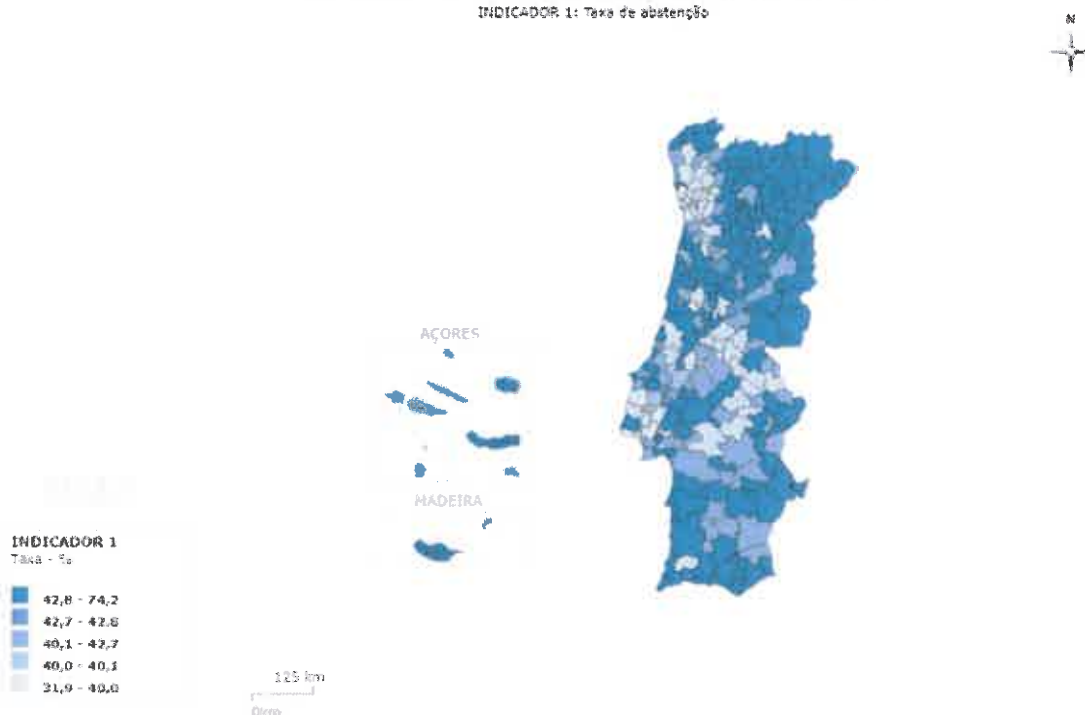 INDICADOR 1: Taxa de abstenção
N
AÇORES
MADEIRA
INDICADOR 1
Taxa - %
42,8 - 74,2
42,7 - 42,8
40,1 - 42,7
40,0 - 40,1
31,9 - 40,0
125 km